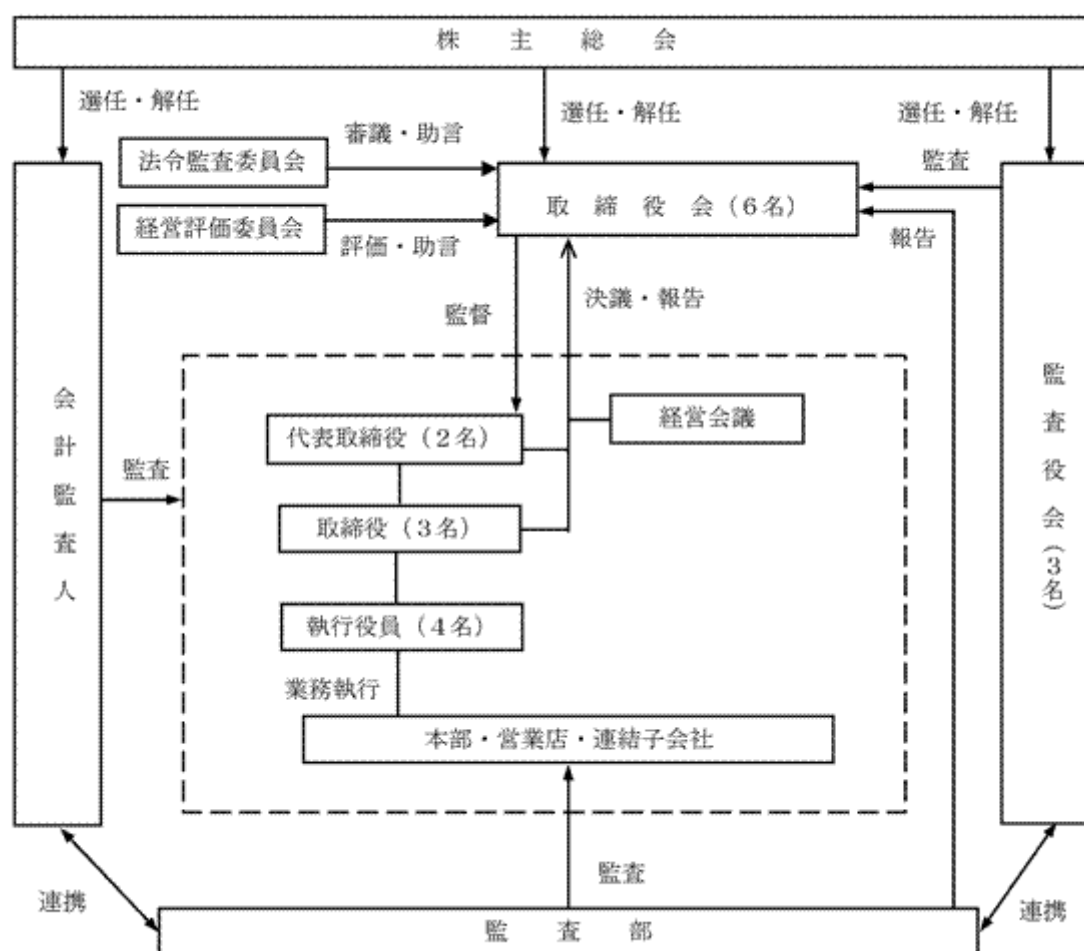 株主総会
選任・解任
選任・解任
選任・解任
審議・助言
法令監査委員会
監査
取締役会(6名)
経営評価委員会
評価・助言
報告
決議・報告
監督
会計監査人
監査役会(3名)
経営会議
代表取締役(2名)
監査
取締役(3名)
執行役員(4名)
業務執行
本部・営業店・連結子会社
監査
連携
連携
監査部